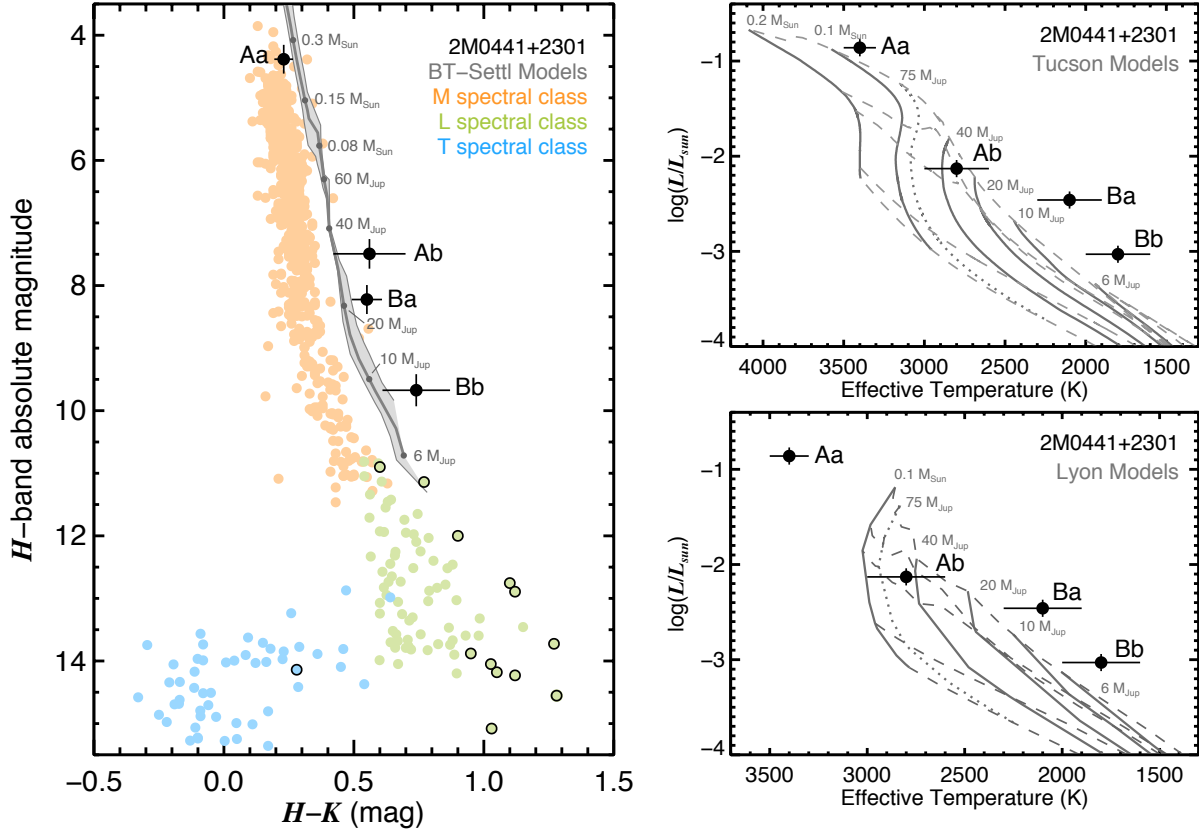 2M0441+2301
BT−Settl Models
M spectral class
L spectral class
T spectral class
Aa
Ab
Ba
Bb
0.3 MSun
0.15 MSun
0.08 MSun
60 MJup
40 MJup
20 MJup
10 MJup
6 MJup
4
6
8
10
12
14
H−band absolute magnitude
−0.5 0.0 0.5 1.0 1.5
H−K (mag)
2M0441+2301
Tucson Models
0.2 MSun
0.1 MSun
75 MJup
40 MJup
20 MJup
10 MJup
6 MJup
Aa
Ab
Ba
Bb
−1
−2
−3
−4
log(L/Lsun)
4000 3500 3000 2500 2000 1500
Effective Temperature (K)
2M0441+2301
Lyon Models
Aa
0.1 MSun
75 MJup
40 MJup
Ab
20 MJup
Ba
10 MJup
Bb
6 MJup
−1
−2
−3
−4
log(L/Lsun)
3500 3000 2500 2000 1500
Effective Temperature (K)